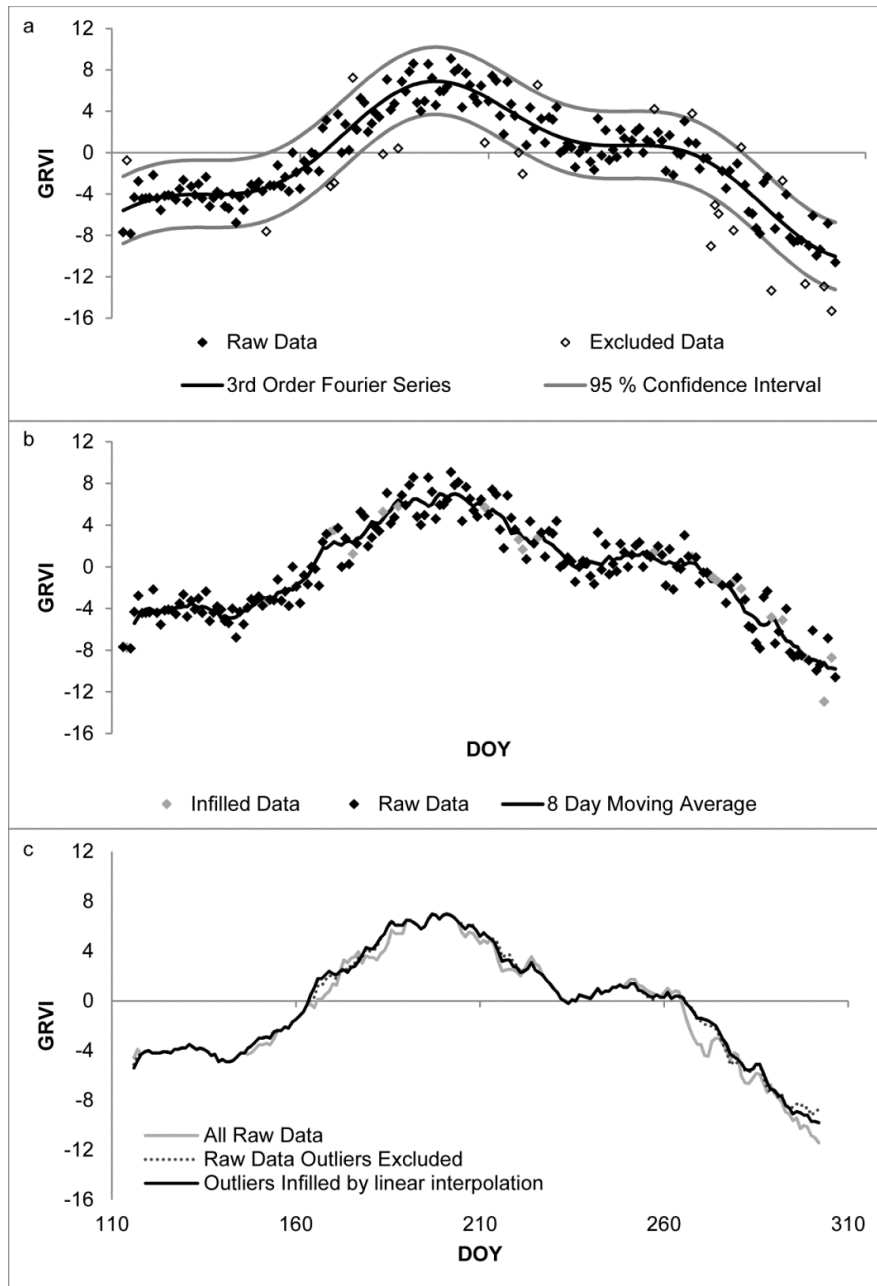 a
12
8
4
0
-4
-8
-12
-16
GRVI
Raw Data
Excluded Data
3rd Order Fourier Series
95 % Confidence Interval
b
12
8
4
0
-4
-8
-12
-16
GRVI
DOY
Infilled Data
Raw Data
8 Day Moving Average
c
12
8
4
0
-4
-8
-12
-16
GRVI
All Raw Data
Raw Data Outliers Excluded
Outliers Infilled by linear interpolation
110 160 210 260 310
DOY